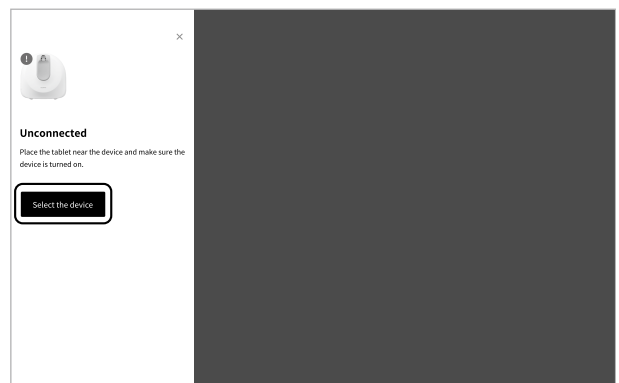 Unconnected
Place the tablet near the device and make sure the
device is turned on.
Select the device